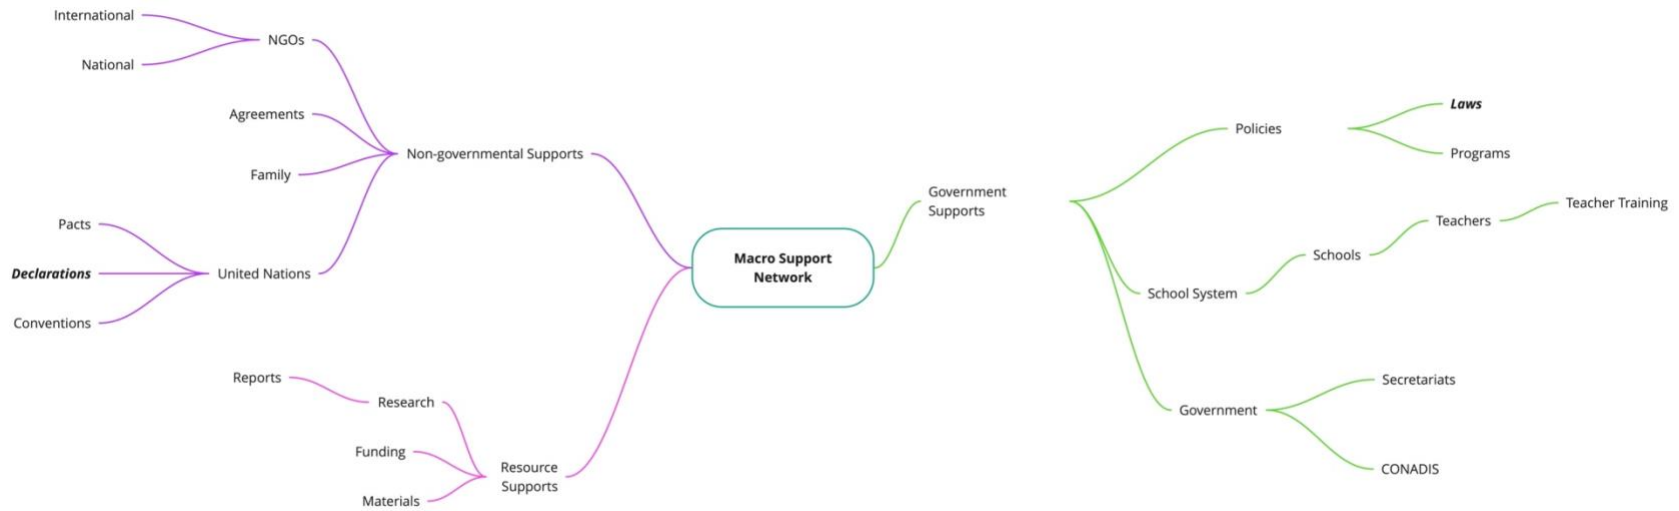 International
NGOs
National
Agreements
Non-governmental Supports
Family
Pacts
Declarations
United Nations
Conventions
Reports
Research
Funding
Resource
Supports
Materials
Macro Support
Network
Government
Supports
Policies
Laws
Programs
School System
Schools
Teachers
Teacher Training
Government
Secretariats
CONADIS